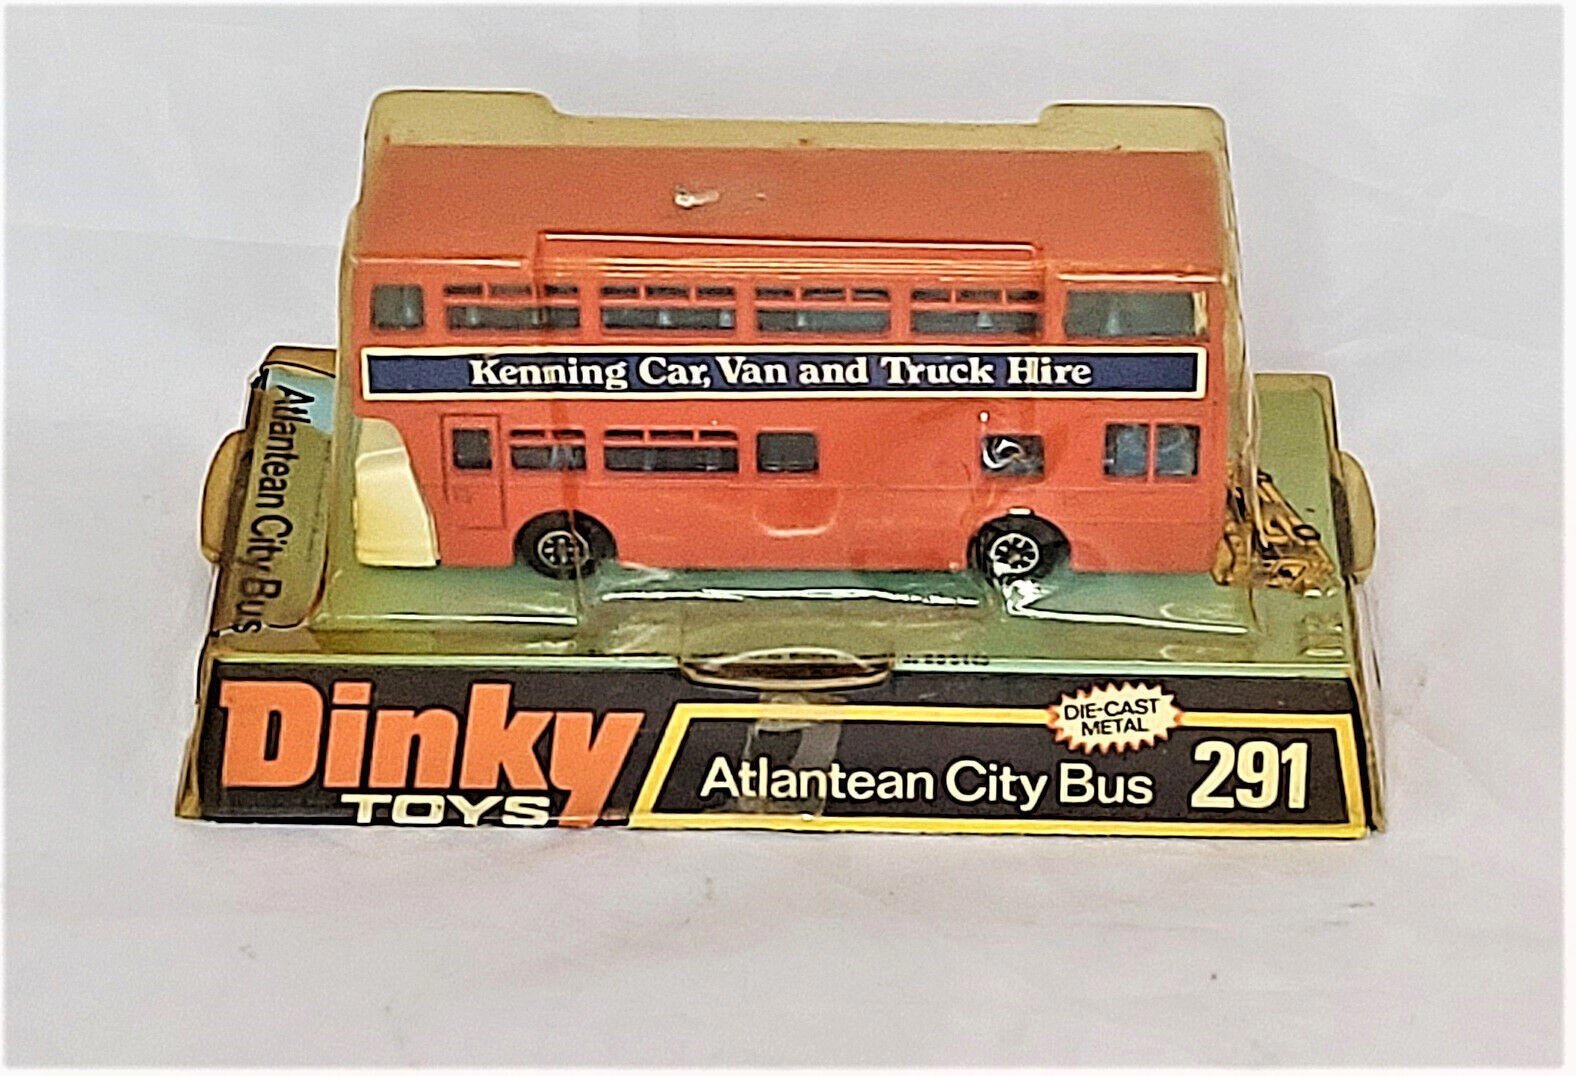 Kenning Car, Van and Truck Hire
Atlantean City Bus
Dinky
TOYS
DIE-CAST
METAL
Atlantean City Bus 291